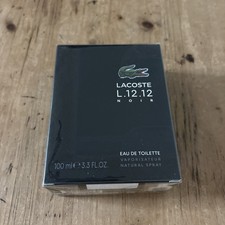 LACOSTE
L.12.12
NOIR
EAU DE TOILETTE
VAPORISATEUR
NATURAL SPRAY
100 ml ℮ 3.3 FL.OZ.